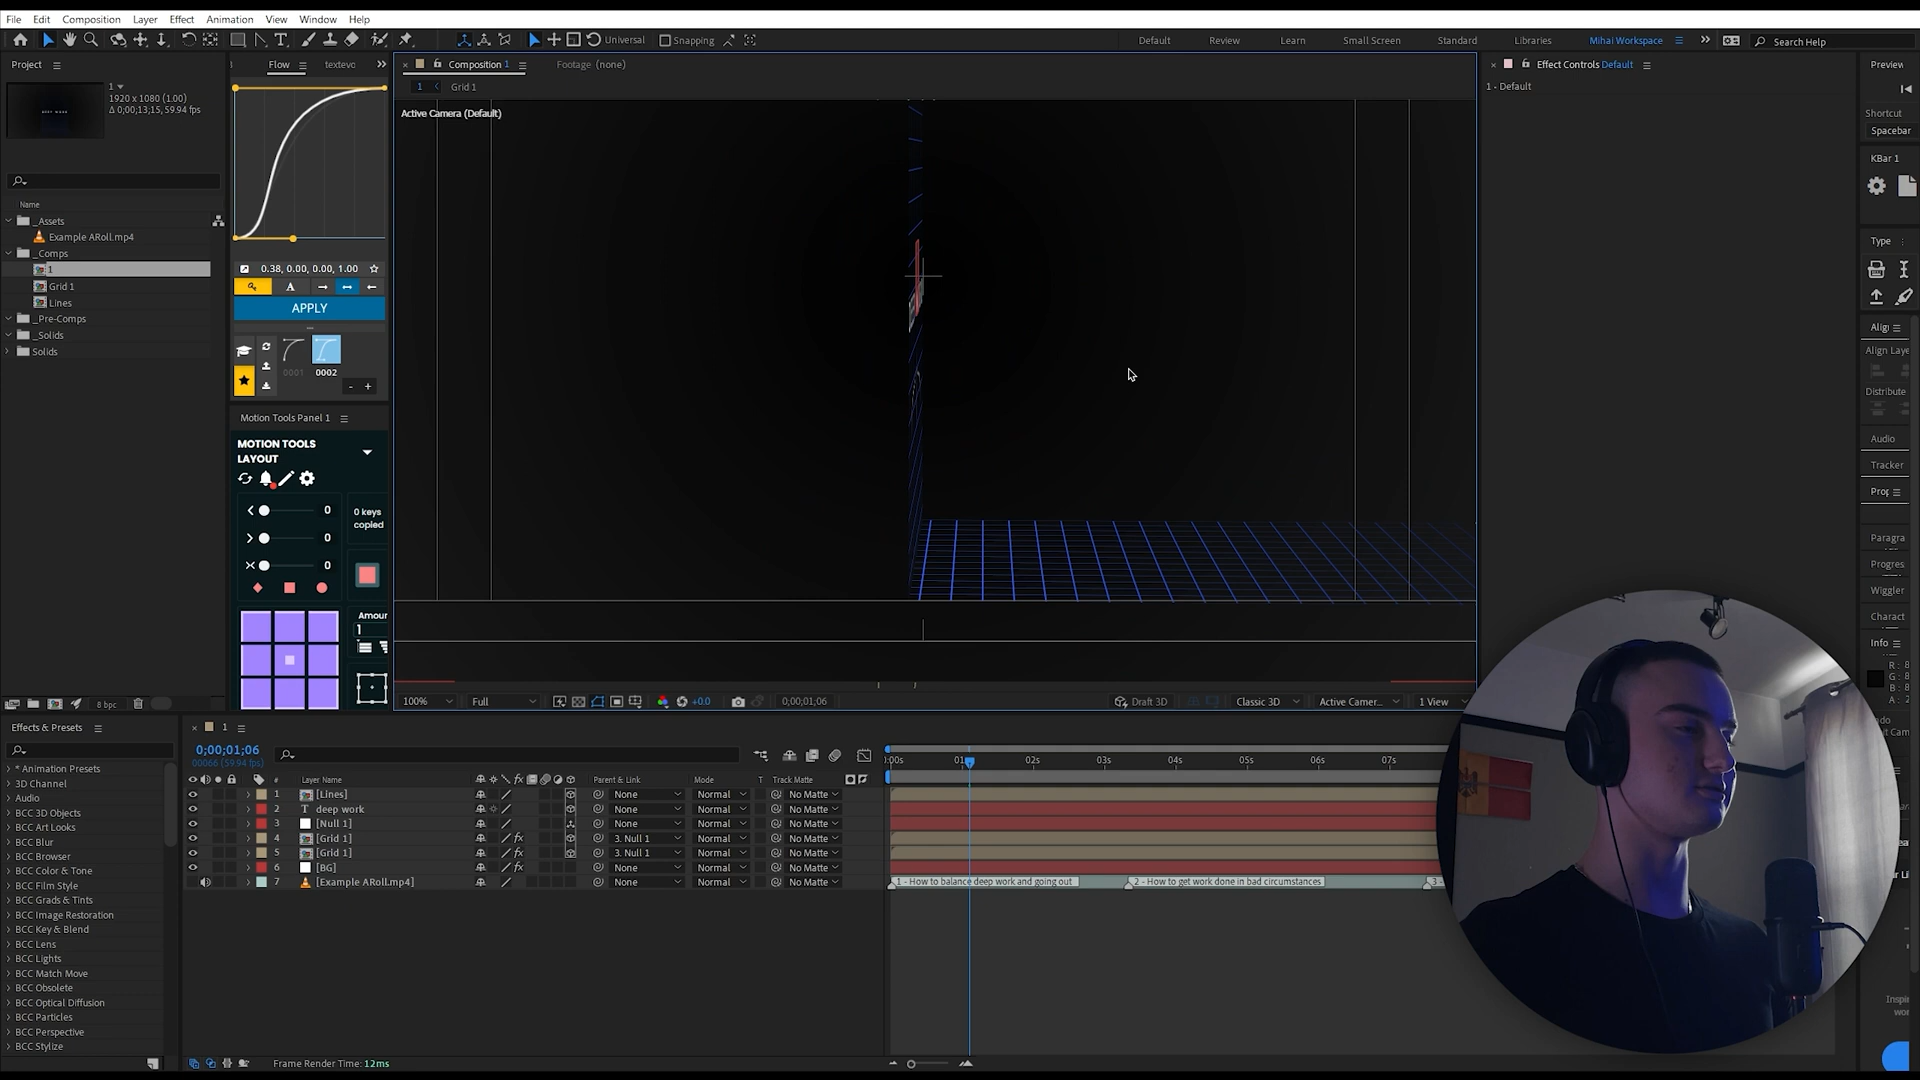 File Edit Composition Layer Effect Animation View Window Help
Universal Snapping Default Review Learn Small Screen Standard Libraries Mihai Workspace Search Help
Project
1
1920 x 1080 (1.00)
Δ 0;00;13;15, 59.94 fps
Name
_Assets
Example ARoll.mp4
_Comps
1
Grid 1
Lines
_Pre-Comps
_Solids
Solids
8 bpc
Flow textevo
0.38, 0.00, 0.00, 1.00
A
APPLY
0001 0002
- +
Motion Tools Panel 1
MOTION TOOLS
LAYOUT
0
0
0
0 keys
copied
Amour
1
Composition 1 Footage (none)
1 Grid 1
Active Camera (Default)
100% Full +0.0 0;00;01;06 Draft 3D Classic 3D Active Camer... 1 View
Effect Controls Default
1 - Default
Preview
Shortcut
Spacebar
KBar 1
Type
Alig
Align Laye
Distribute
Audio
Tracker
Prop
Paragra
Progres
Wiggler
Charact
Info
R: 8
G: 8
B: 8
Effects & Presets
* Animation Presets
3D Channel
Audio
BCC 3D Objects
BCC Art Looks
BCC Blur
BCC Browser
BCC Color & Tone
BCC Film Style
BCC Grads & Tints
BCC Image Restoration
BCC Key & Blend
BCC Lens
BCC Lights
BCC Match Move
BCC Obsolete
BCC Optical Diffusion
BCC Particles
BCC Perspective
BCC Stylize
1
0;00;01;06
00066 (59.94 fps)
# Layer Name Parent & Link Mode T Track Matte
1 [Lines] None Normal No Matte
2 T deep work None Normal No Matte
3 [Null 1] None Normal No Matte
4 [Grid 1] 3. Null 1 Normal No Matte
5 [Grid 1] 3. Null 1 Normal No Matte
6 [BG] None Normal No Matte
7 [Example ARoll.mp4] None Normal No Matte
:00s 01s 02s 03s 04s 05s 06s 07s
1 - How to balance deep work and going out 2 - How to get work done in bad circumstances 3 -
Frame Render Time: 12ms